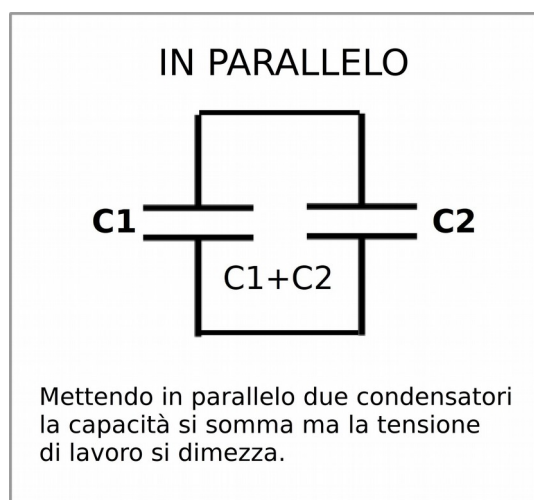 IN PARALLELO
C1
C2
C1+C2
Mettendo in parallelo due condensatori
la capacità si somma ma la tensione
di lavoro si dimezza.